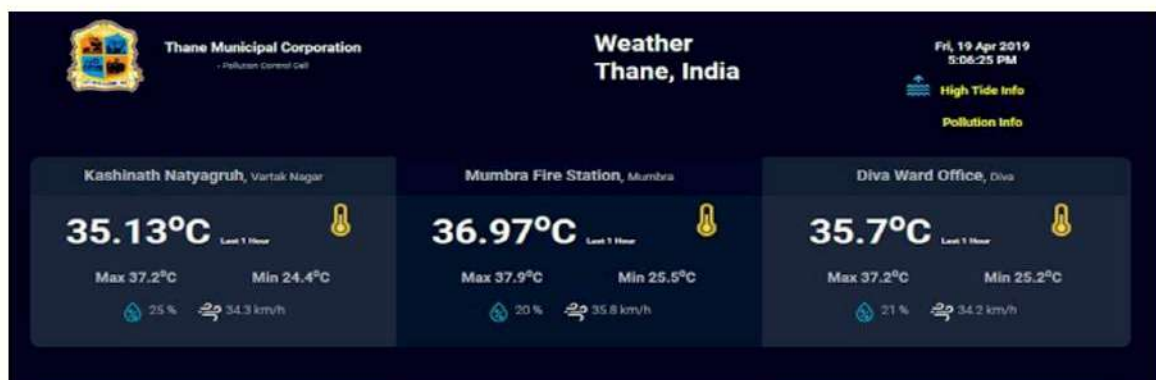 Thane Municipal Corporation
- Pollution Control Cell
Weather
Thane, India
Fri, 19 Apr 2019
5:06:25 PM
High Tide Info
Pollution Info
Kashinath Natyagruh, Vartak Nagar
35.13°C Last 1 Hour
Max 37.2°C Min 24.4°C
25 % 34.3 km/h
Mumbra Fire Station, Mumbra
36.97°C Last 1 Hour
Max 37.9°C Min 25.5°C
20 % 35.8 km/h
Diva Ward Office, Diva
35.7°C Last 1 Hour
Max 37.2°C Min 25.2°C
21 % 34.2 km/h